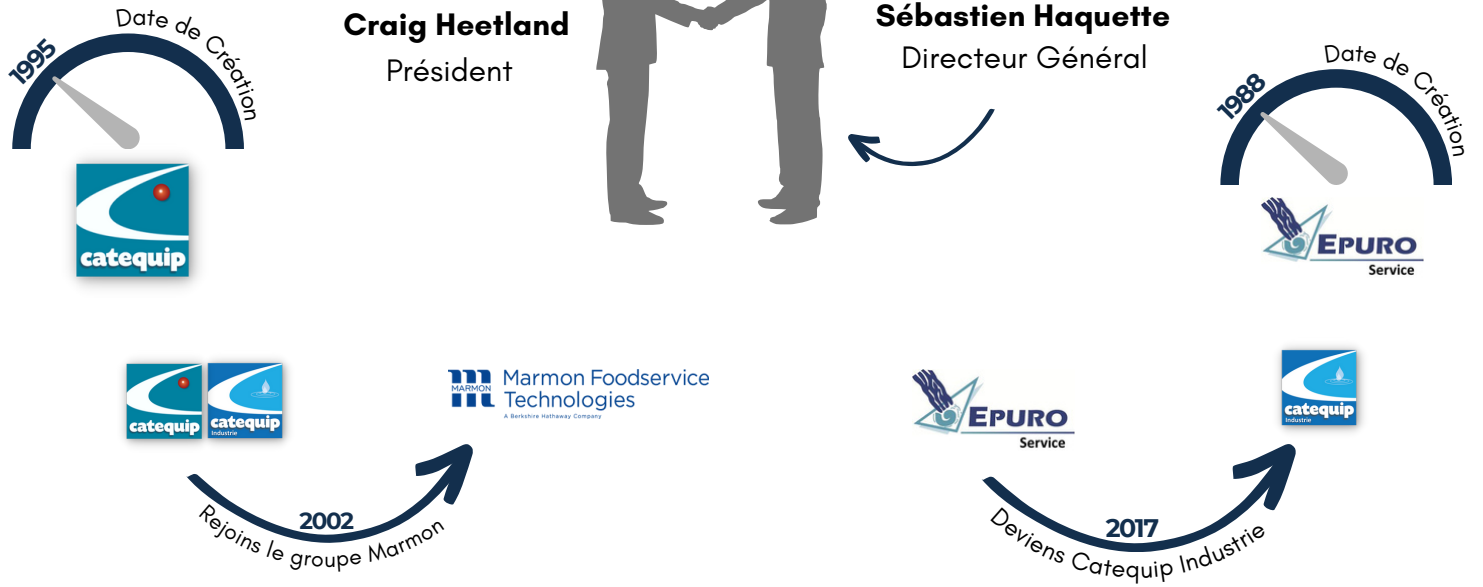 1995
Date de Création
Craig Heetland
Président
Sébastien Haquette
Directeur Général
1988
Date de Création
catequip
EPURO
Service
catequip
catequip
Industrie
MARMON
Marmon Foodservice
Technologies
A Berkshire Hathaway Company
EPURO
Service
catequip
Industrie
2002
Rejoins le groupe Marmon
2017
Deviens Catequip Industrie